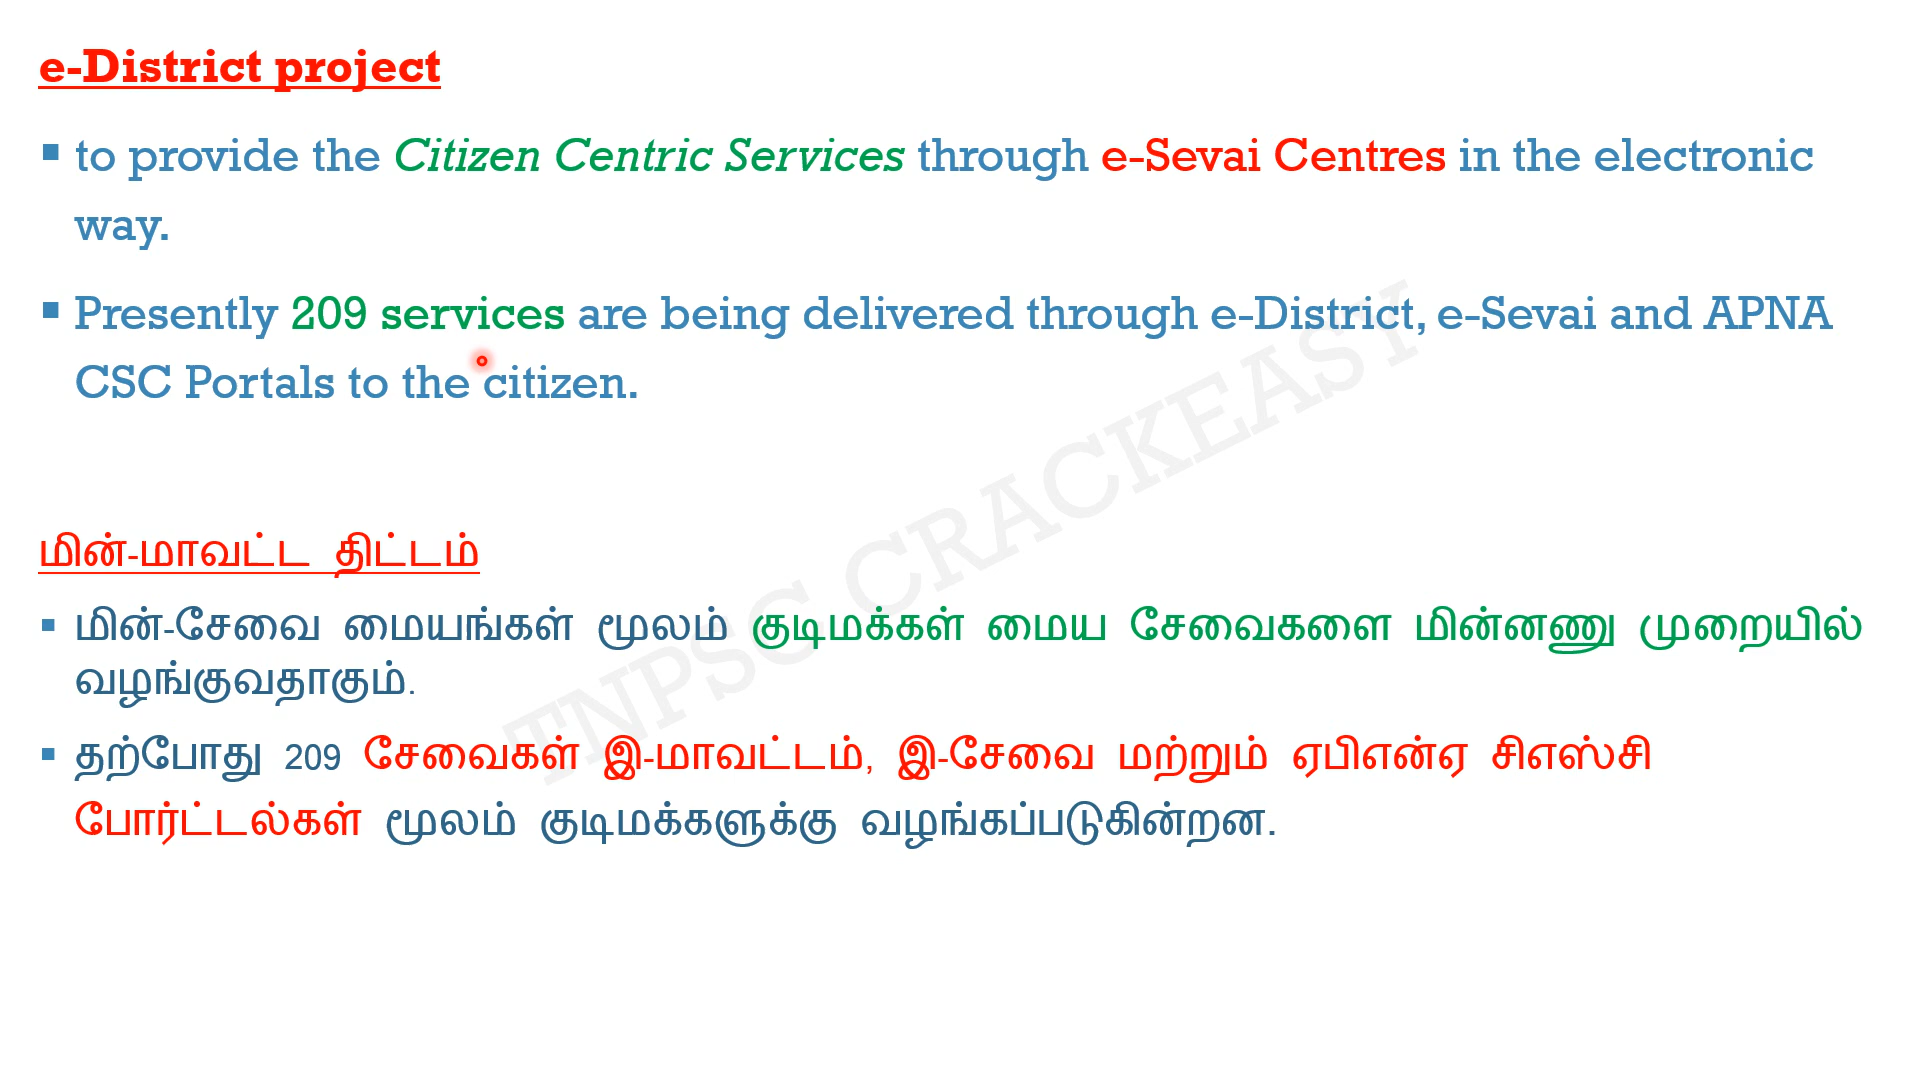 e-District project
▪ to provide the Citizen Centric Services through e-Sevai Centres in the electronic
way.
▪ Presently 209 services are being delivered through e-District, e-Sevai and APNA
CSC Portals to the citizen.
மின்-மாவட்ட திட்டம்
▪ மின்-சேவை மையங்கள் மூலம் குடிமக்கள் மைய சேவைகளை மின்னணு முறையில்
வழங்குவதாகும்.
▪ தற்போது 209 சேவைகள் இ-மாவட்டம், இ-சேவை மற்றும் ஏபிஎன்ஏ சிஎஸ்சி
போர்ட்டல்கள் மூலம் குடிமக்களுக்கு வழங்கப்படுகின்றன.
TNPSC CRACKEASY